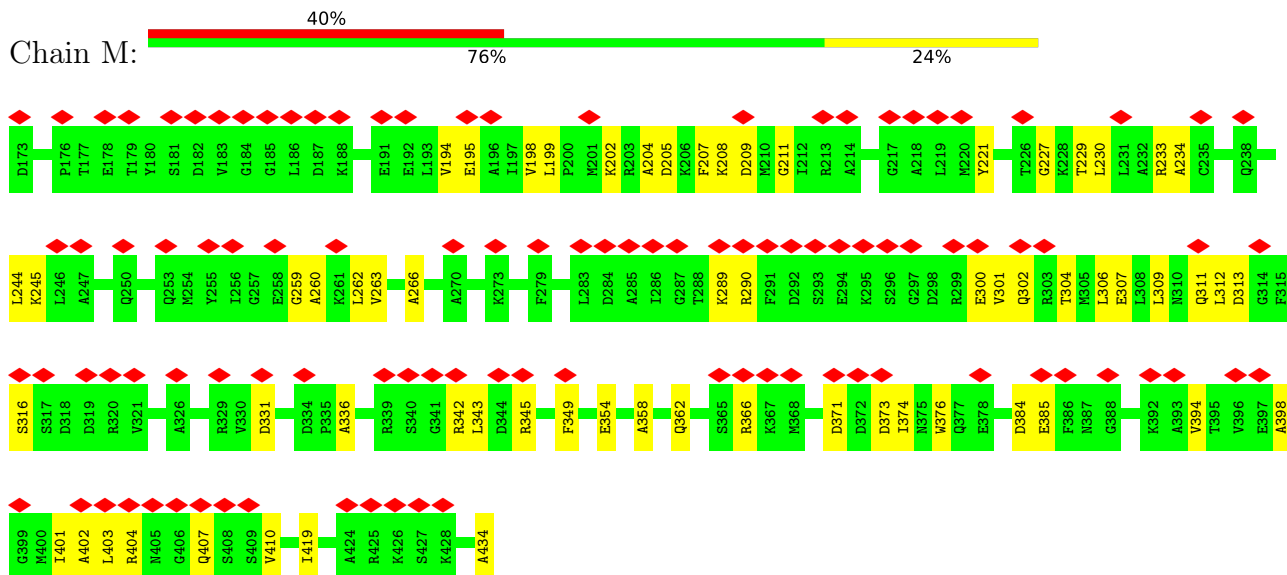 40%
Chain M:
76% 24%
D173 P176 T177 E178 T179 Y180 S181 D182 V183 G184 G185 L186 D187 K188 E191 E192 L193 V194 E195 A196 I197 V198 L199 P200 M201 K202 R203 A204 D205 K206 F207 K208 D209 M210 G211 I212 R213 A214 G217 A218 L219 M220 Y221 T226 G227 K228 T229 L230 L231 A232 R233 A234 C235 Q238
L244 K245 L246 A247 Q250 Q253 M254 Y255 I256 G257 E258 G259 A260 K261 L262 V263 A266 A270 K273 F279 L283 D284 A285 I286 G287 T288 K289 R290 F291 D292 S293 E294 K295 S296 G297 D298 R299 E300 V301 Q302 R303 T304 M305 L306 E307 L308 L309 N310 Q311 L312 D313 G314 F315
S316 S317 D318 D319 R320 V321 A326 R329 V330 D331 D334 P335 A336 R339 S340 G341 R342 L343 D344 R345 F349 E354 A358 Q362 S365 R366 K367 M368 D371 D372 D373 I374 N375 W376 Q377 E378 D384 E385 F386 N387 G388 K392 A393 V394 T395 V396 E397 A398
G399 M400 I401 A402 L403 R404 N405 G406 Q407 S408 S409 V410 I419 A424 R425 K426 S427 K428 A434